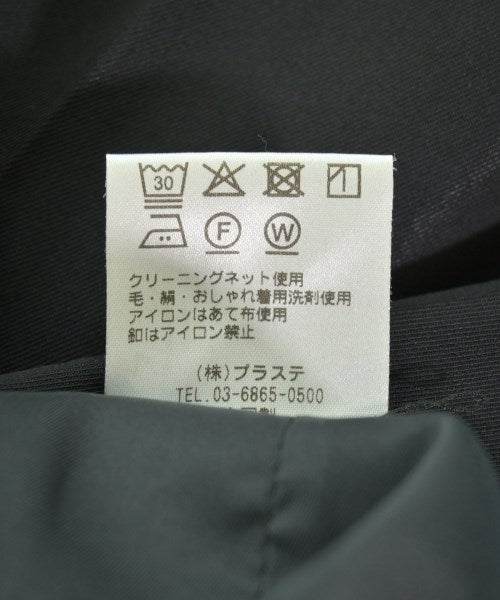 30
F W
クリーニングネット使用
毛・絹・おしゃれ着用洗剤使用
アイロンはあて布使用
釦はアイロン禁止
(株)プラステ
TEL.03-6865-0500